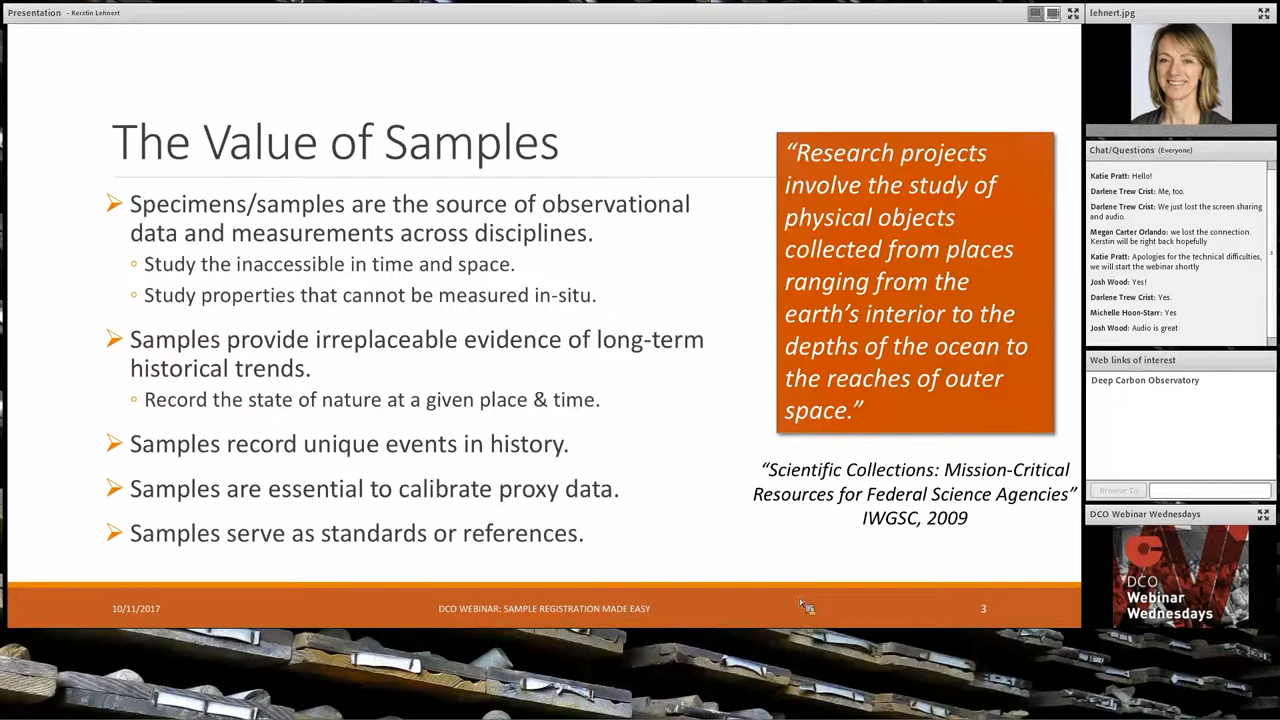 Presentation - Kerstin Lehnert
The Value of Samples
Specimens/samples are the source of observational
data and measurements across disciplines.
Study the inaccessible in time and space.
Study properties that cannot be measured in-situ.
Samples provide irreplaceable evidence of long-term
historical trends.
Record the state of nature at a given place & time.
Samples record unique events in history.
Samples are essential to calibrate proxy data.
Samples serve as standards or references.
“Research projects
involve the study of
physical objects
collected from places
ranging from the
earth’s interior to the
depths of the ocean to
the reaches of outer
space.”
“Scientific Collections: Mission-Critical
Resources for Federal Science Agencies”
IWGSC, 2009
10/11/2017
DCO WEBINAR: SAMPLE REGISTRATION MADE EASY
3
lehnert.jpg
Chat/Questions (Everyone)
Katie Pratt: Hello!
Darlene Trew Crist: Me, too.
Darlene Trew Crist: We just lost the screen sharing
and audio.
Megan Carter Orlando: we lost the connection.
Kerstin will be right back hopefully
Katie Pratt: Apologies for the technical difficulties,
we will start the webinar shortly
Josh Wood: Yes!
Darlene Trew Crist: Yes.
Michelle Hoon-Starr: Yes
Josh Wood: Audio is great
Web links of interest
Deep Carbon Observatory
Browse To
DCO Webinar Wednesdays
DCO
Webinar
Wednesdays